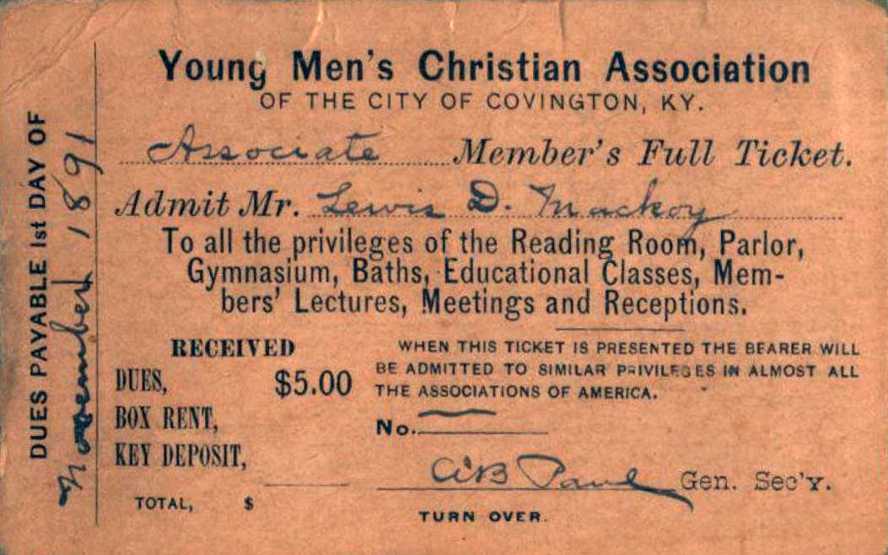 Young Men's Christian Association
OF THE CITY OF COVINGTON, KY.
Associate Member's Full Ticket.
Admit Mr. Lewis D. Mackoy
To all the privileges of the Reading Room, Parlor,
Gymnasium, Baths, Educational Classes, Mem-
bers' Lectures, Meetings and Receptions.
RECEIVED
DUES, $5.00
BOX RENT,
KEY DEPOSIT,
TOTAL, $
WHEN THIS TICKET IS PRESENTED THE BEARER WILL
BE ADMITTED TO SIMILAR PRIVILEGES IN ALMOST ALL
THE ASSOCIATIONS OF AMERICA.
No.
A B Paul Gen. Sec'y.
TURN OVER.
DUES PAYABLE 1st DAY OF
November 1891